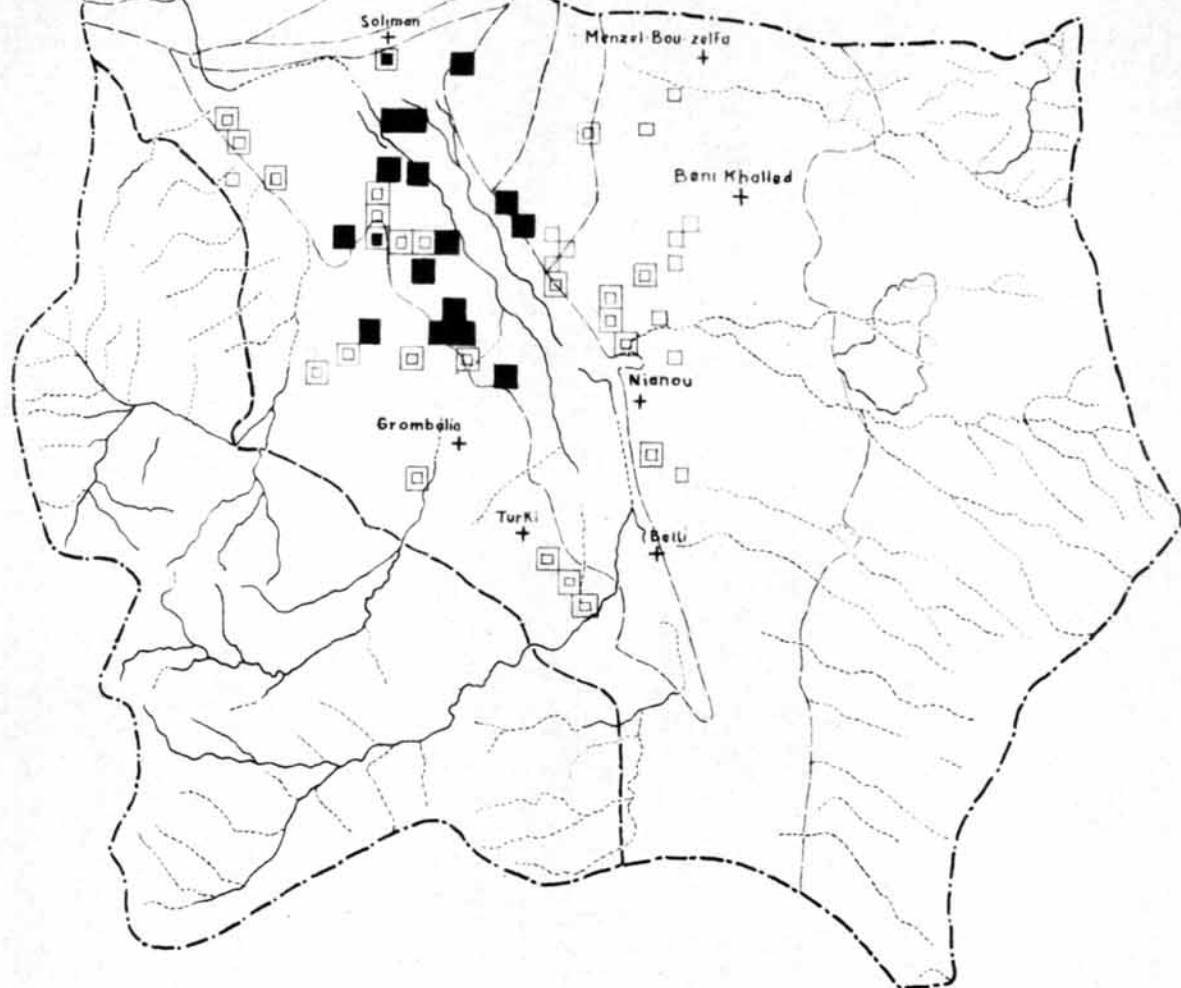 Soliman
Menzel-Bou-zelfa
Beni Khalled
Nianou
Grombalia
Turki
Belli